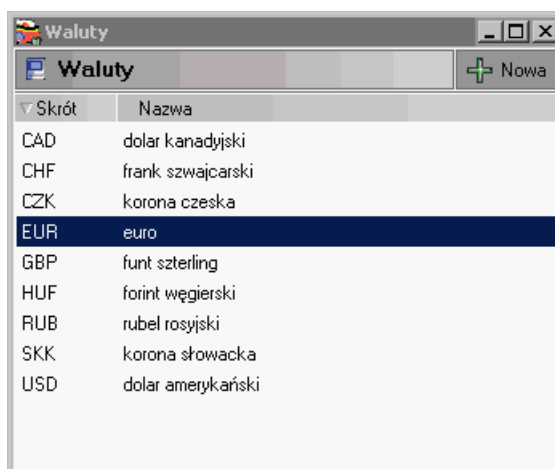 Waluty
Waluty Nowa
Skrót Nazwa
CAD dolar kanadyjski
CHF frank szwajcarski
CZK korona czeska
EUR euro
GBP funt szterling
HUF forint węgierski
RUB rubel rosyjski
SKK korona słowacka
USD dolar amerykański